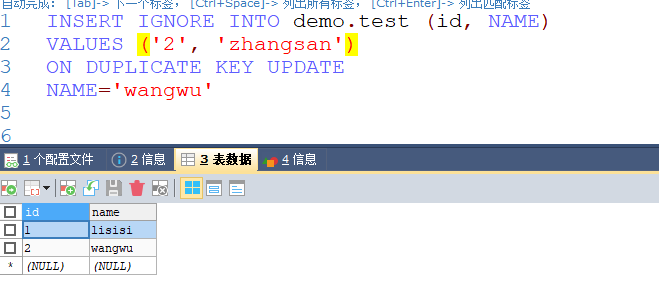 自动完成: [Tab]-> 下一个标签, [Ctrl+Space]-> 列出所有标签, [Ctrl+Enter]-> 列出匹配标签
1 INSERT IGNORE INTO demo.test (id, NAME)
2 VALUES ('2', 'zhangsan')
3 ON DUPLICATE KEY UPDATE
4 NAME='wangwu'
5
6
1 个配置文件 2 信息 3 表数据 4 信息
id name
1 lisisi
2 wangwu
* (NULL) (NULL)